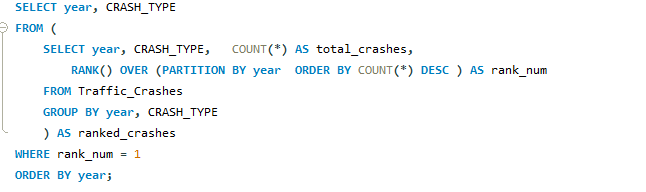 SELECT year, CRASH_TYPE
FROM (
SELECT year, CRASH_TYPE, COUNT(*) AS total_crashes,
RANK() OVER (PARTITION BY year ORDER BY COUNT(*) DESC ) AS rank_num
FROM Traffic_Crashes
GROUP BY year, CRASH_TYPE
) AS ranked_crashes
WHERE rank_num = 1
ORDER BY year;